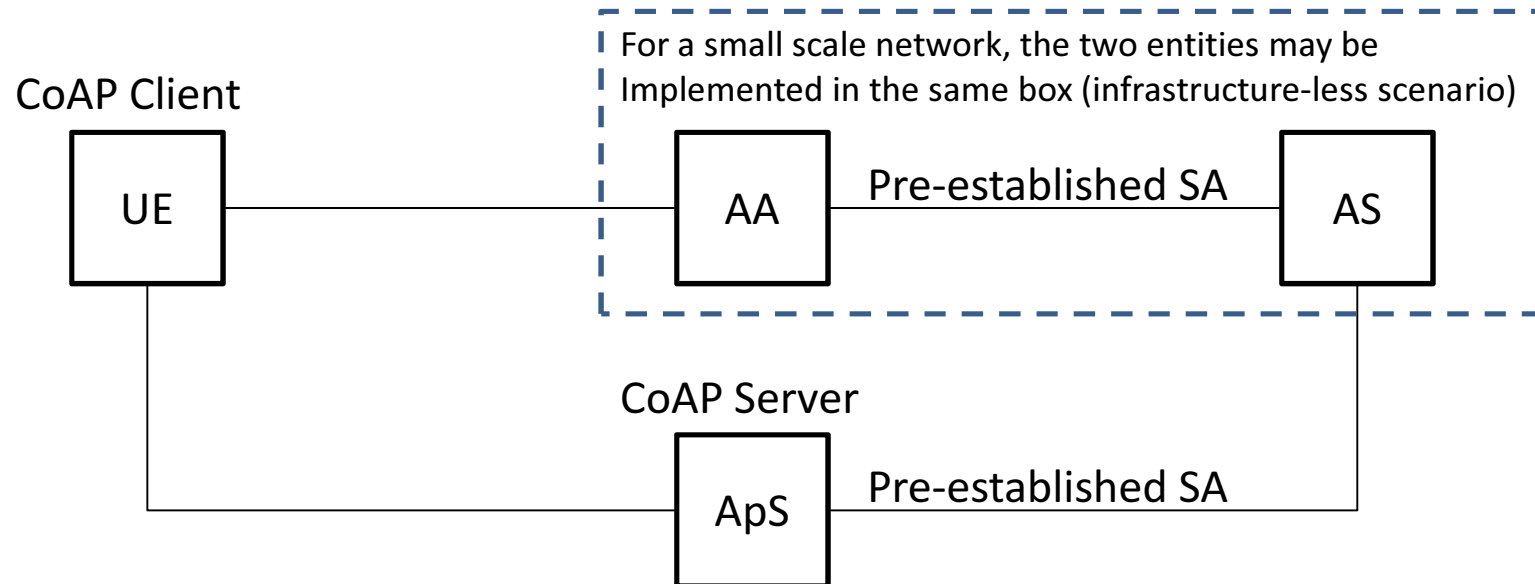 For a small scale network, the two entities may be
Implemented in the same box (infrastructure-less scenario)
CoAP Client
UE
AA
Pre-established SA
AS
CoAP Server
ApS
Pre-established SA